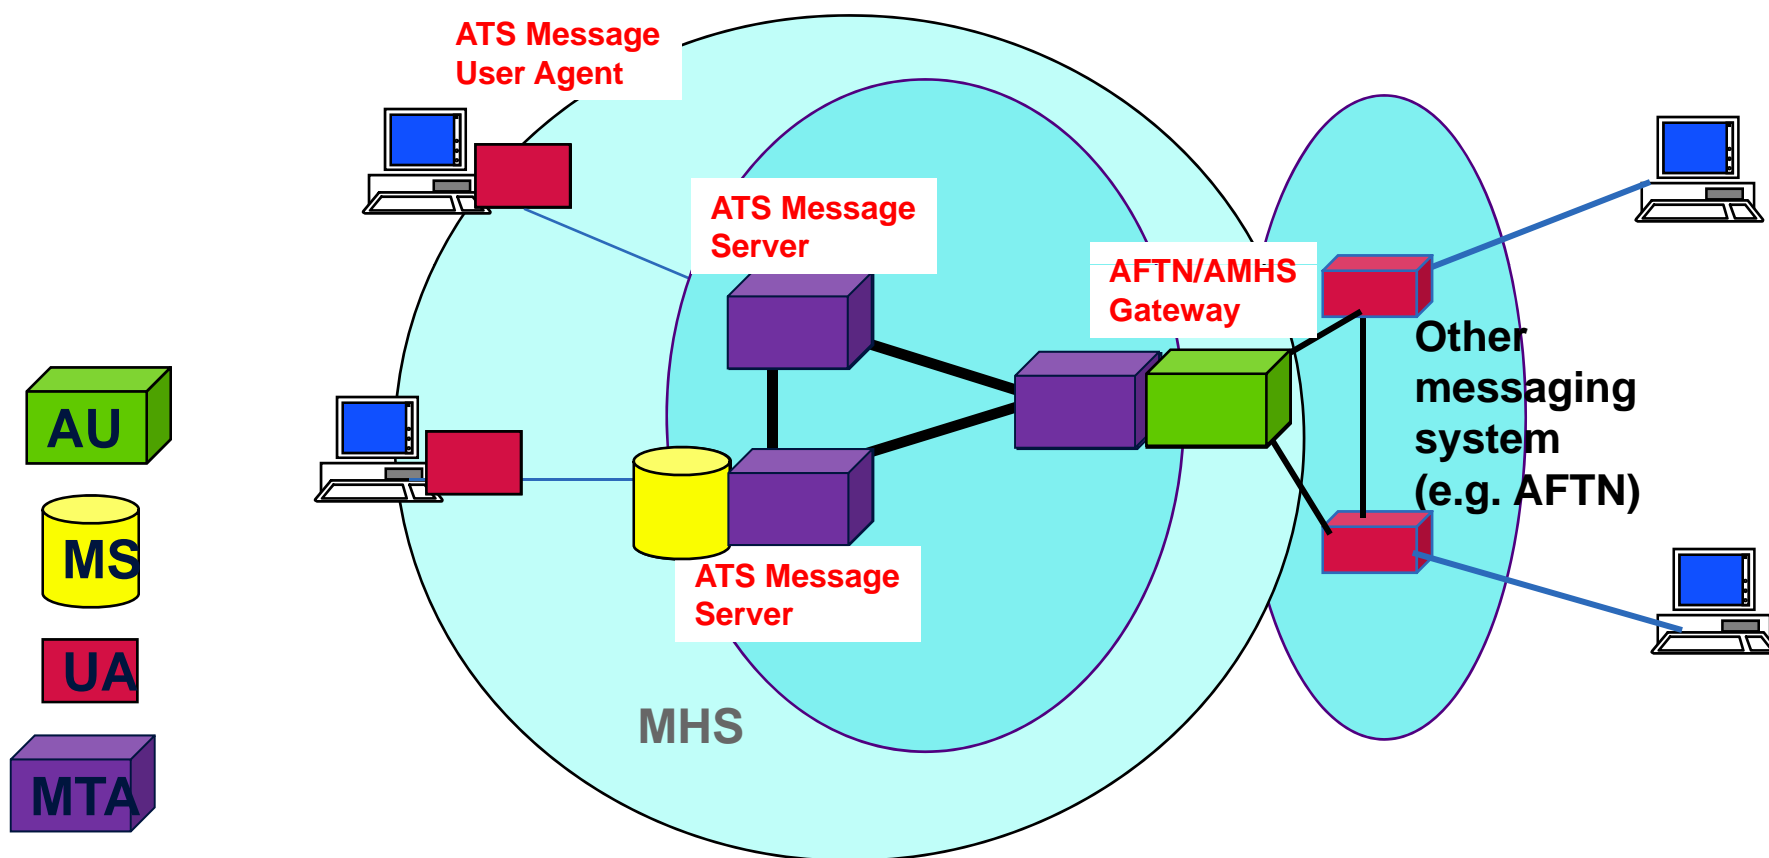 ATS Message
User Agent
ATS Message
Server
AFTN/AMHS
Gateway
Other
messaging
system
(e.g. AFTN)
AU
MS
UA
MTA
ATS Message
Server
MHS